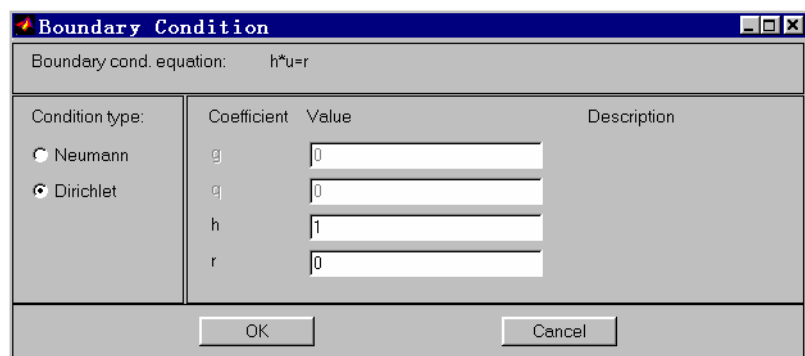 Boundary Condition
Boundary cond. equation: h*u=r
Condition type: Coefficient Value Description
Neumann g 0
Dirichlet q 0
h 1
r 0
OK Cancel